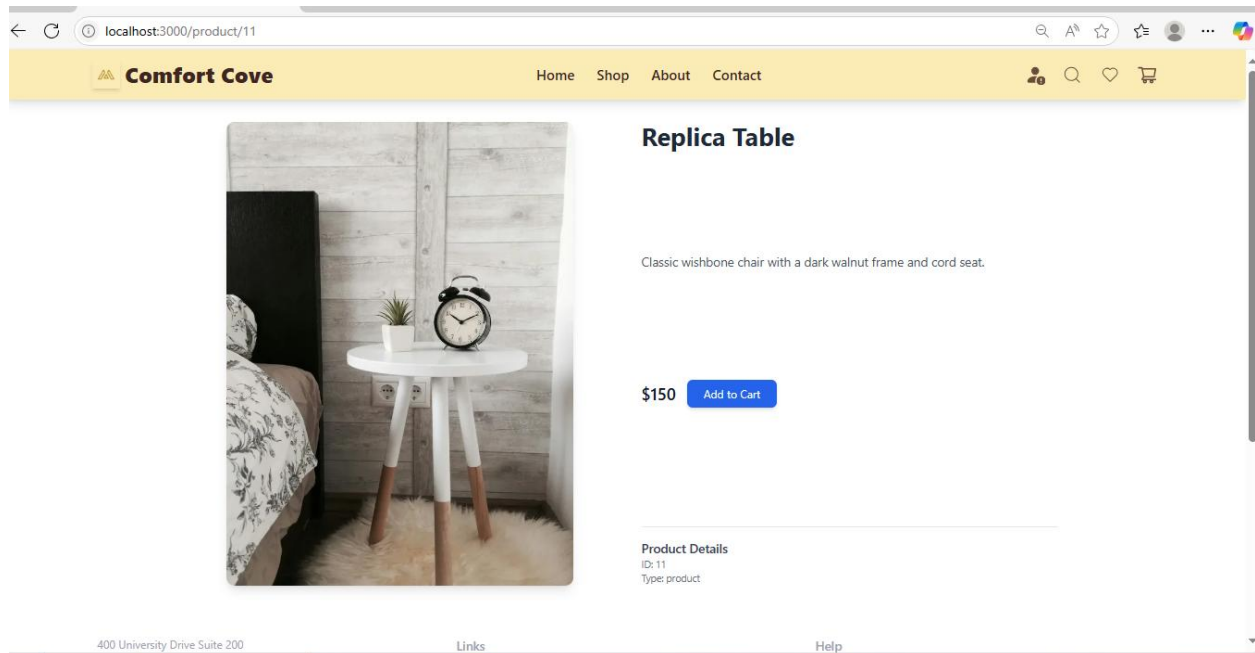 localhost:3000/product/11
Comfort Cove
Home Shop About Contact
Replica Table
Classic wishbone chair with a dark walnut frame and cord seat.
$150 Add to Cart
Product Details
ID: 11
Type: product
400 University Drive Suite 200 Links Help